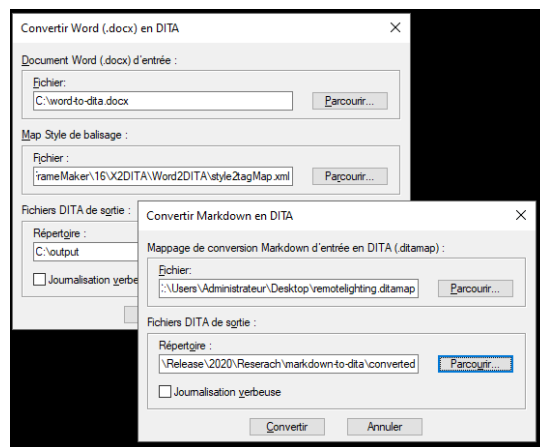 Convertir Word (.docx) en DITA
Document Word (.docx) d'entrée :
Fichier:
C:\word-to-dita.docx
Parcourir...
Map Style de balisage :
Fichier :
rameMaker\16\X2DITA\Word2DITA\style2tagMap.xml
Parcourir...
Fichiers DITA de sortie :
Répertoire :
C:\output
Journalisation verbe
Convertir Markdown en DITA
Mappage de conversion Markdown d'entrée en DITA (.ditamap) :
Fichier:
:\Users\Administrateur\Desktop\remotelighting.ditamap
Parcourir...
Fichiers DITA de sortie :
Répertoire :
\Release\2020\Reserach\markdown-to-dita\converted
Parcourir...
Journalisation verbeuse
Convertir
Annuler